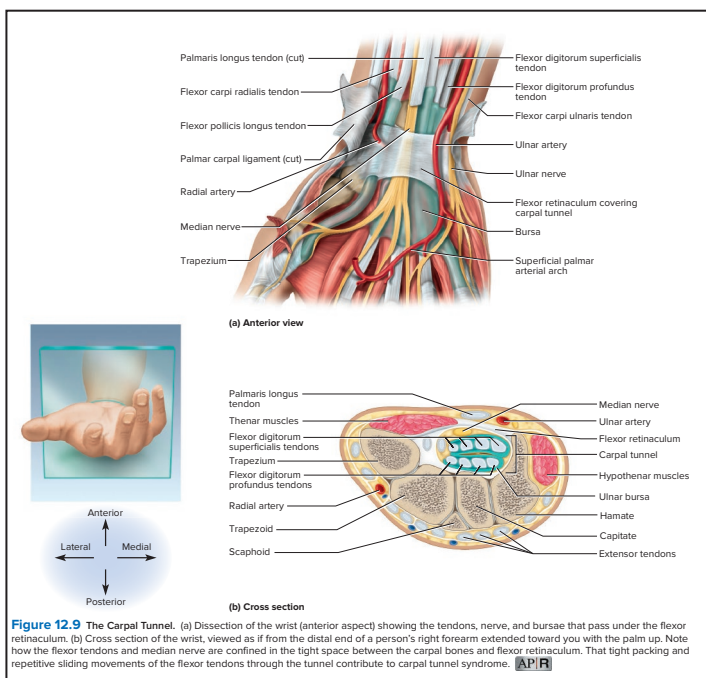 Palmaris longus tendon (cut)
Flexor carpi radialis tendon
Flexor pollicis longus tendon
Palmar carpal ligament (cut)
Radial artery
Median nerve
Trapezium
Flexor digitorum superficialis
tendon
Flexor digitorum profundus
tendon
Flexor carpi ulnaris tendon
Ulnar artery
Ulnar nerve
Flexor retinaculum covering
carpal tunnel
Bursa
Superficial palmar
arterial arch
(a) Anterior view
Palmaris longus
tendon
Thenar muscles
Flexor digitorum
superficialis tendons
Trapezium
Flexor digitorum
profundus tendons
Radial artery
Trapezoid
Scaphoid
Median nerve
Ulnar artery
Flexor retinaculum
Carpal tunnel
Hypothenar muscles
Ulnar bursa
Hamate
Capitate
Extensor tendons
Anterior
Lateral
Medial
Posterior
(b) Cross section
Figure 12.9 The Carpal Tunnel. (a) Dissection of the wrist (anterior aspect) showing the tendons, nerve, and bursae that pass under the flexor
retinaculum. (b) Cross section of the wrist, viewed as if from the distal end of a person's right forearm extended toward you with the palm up. Note
how the flexor tendons and median nerve are confined in the tight space between the carpal bones and flexor retinaculum. That tight packing and
repetitive sliding movements of the flexor tendons through the tunnel contribute to carpal tunnel syndrome. AP|R